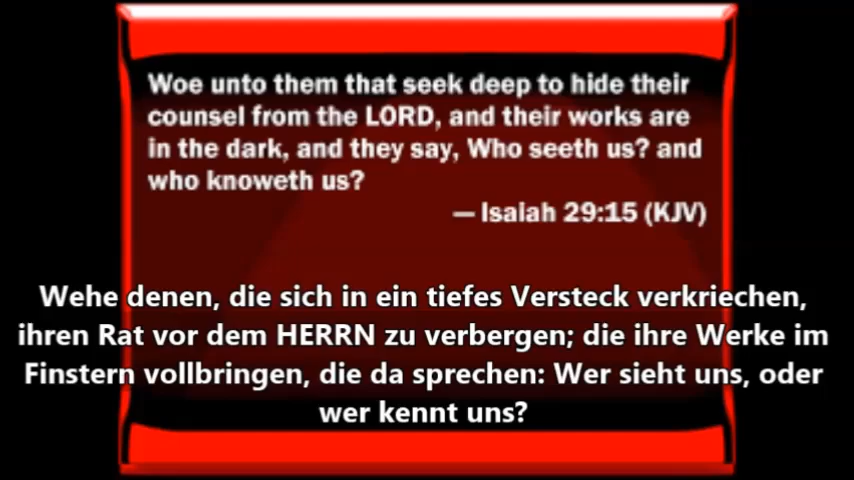 Woe unto them that seek deep to hide their
counsel from the LORD, and their works are
in the dark, and they say, Who seeth us? and
who knoweth us?
— Isaiah 29:15 (KJV)
Wehe denen, die sich in ein tiefes Versteck verkriechen,
ihren Rat vor dem HERRN zu verbergen; die ihre Werke im
Finstern vollbringen, die da sprechen: Wer sieht uns, oder
wer kennt uns?